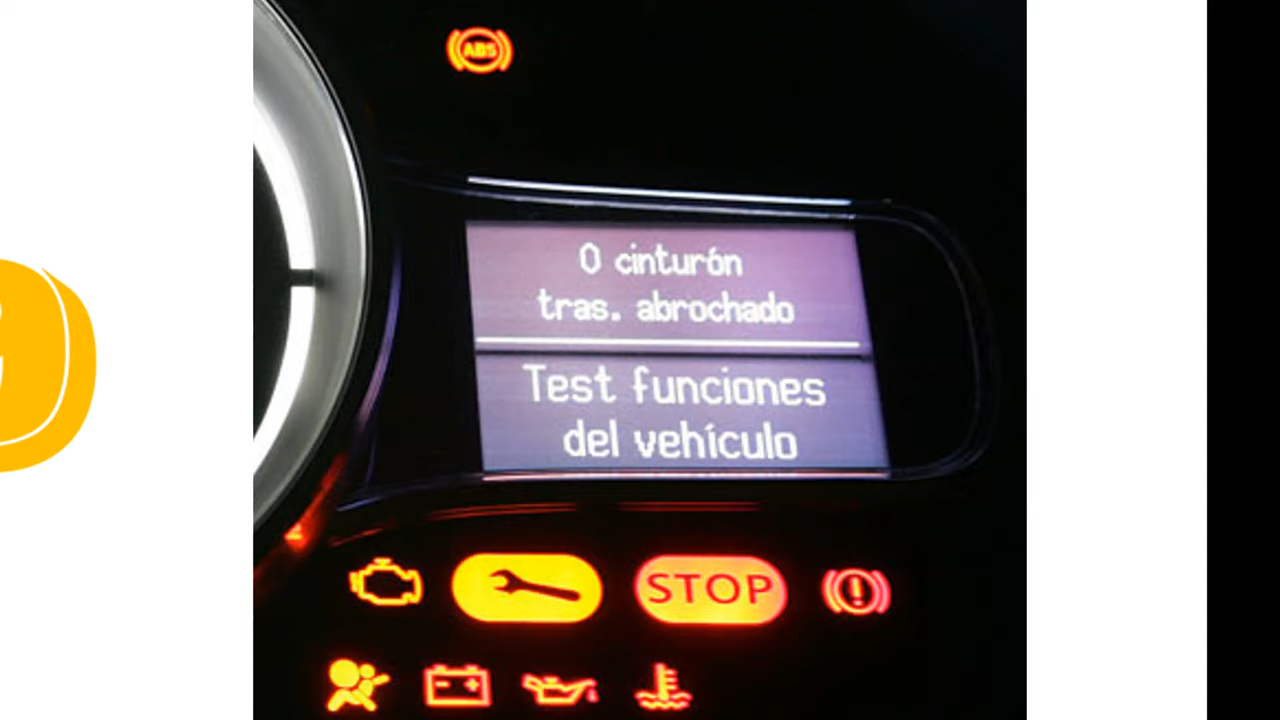 ABS
0 cinturón
tras. abrochado
Test funciones
del vehículo
STOP